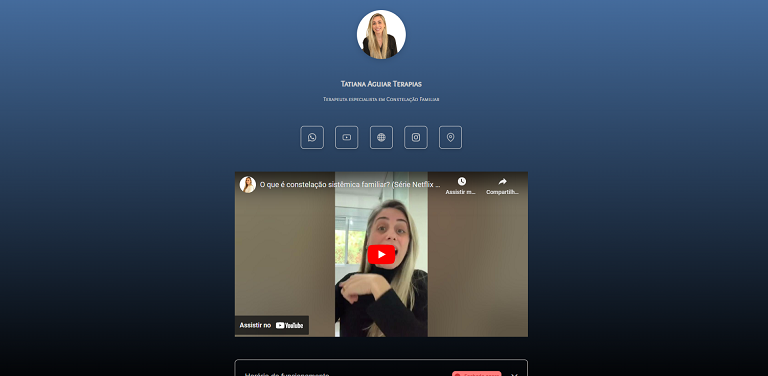 Tatiana Aguiar Terapias
Terapeuta especialista em Constelação Familiar
O que é constelação sistêmica familiar? (Série Netflix ...
Assistir m...
Compartilh...
Assistir no YouTube
Horário de funcionamento